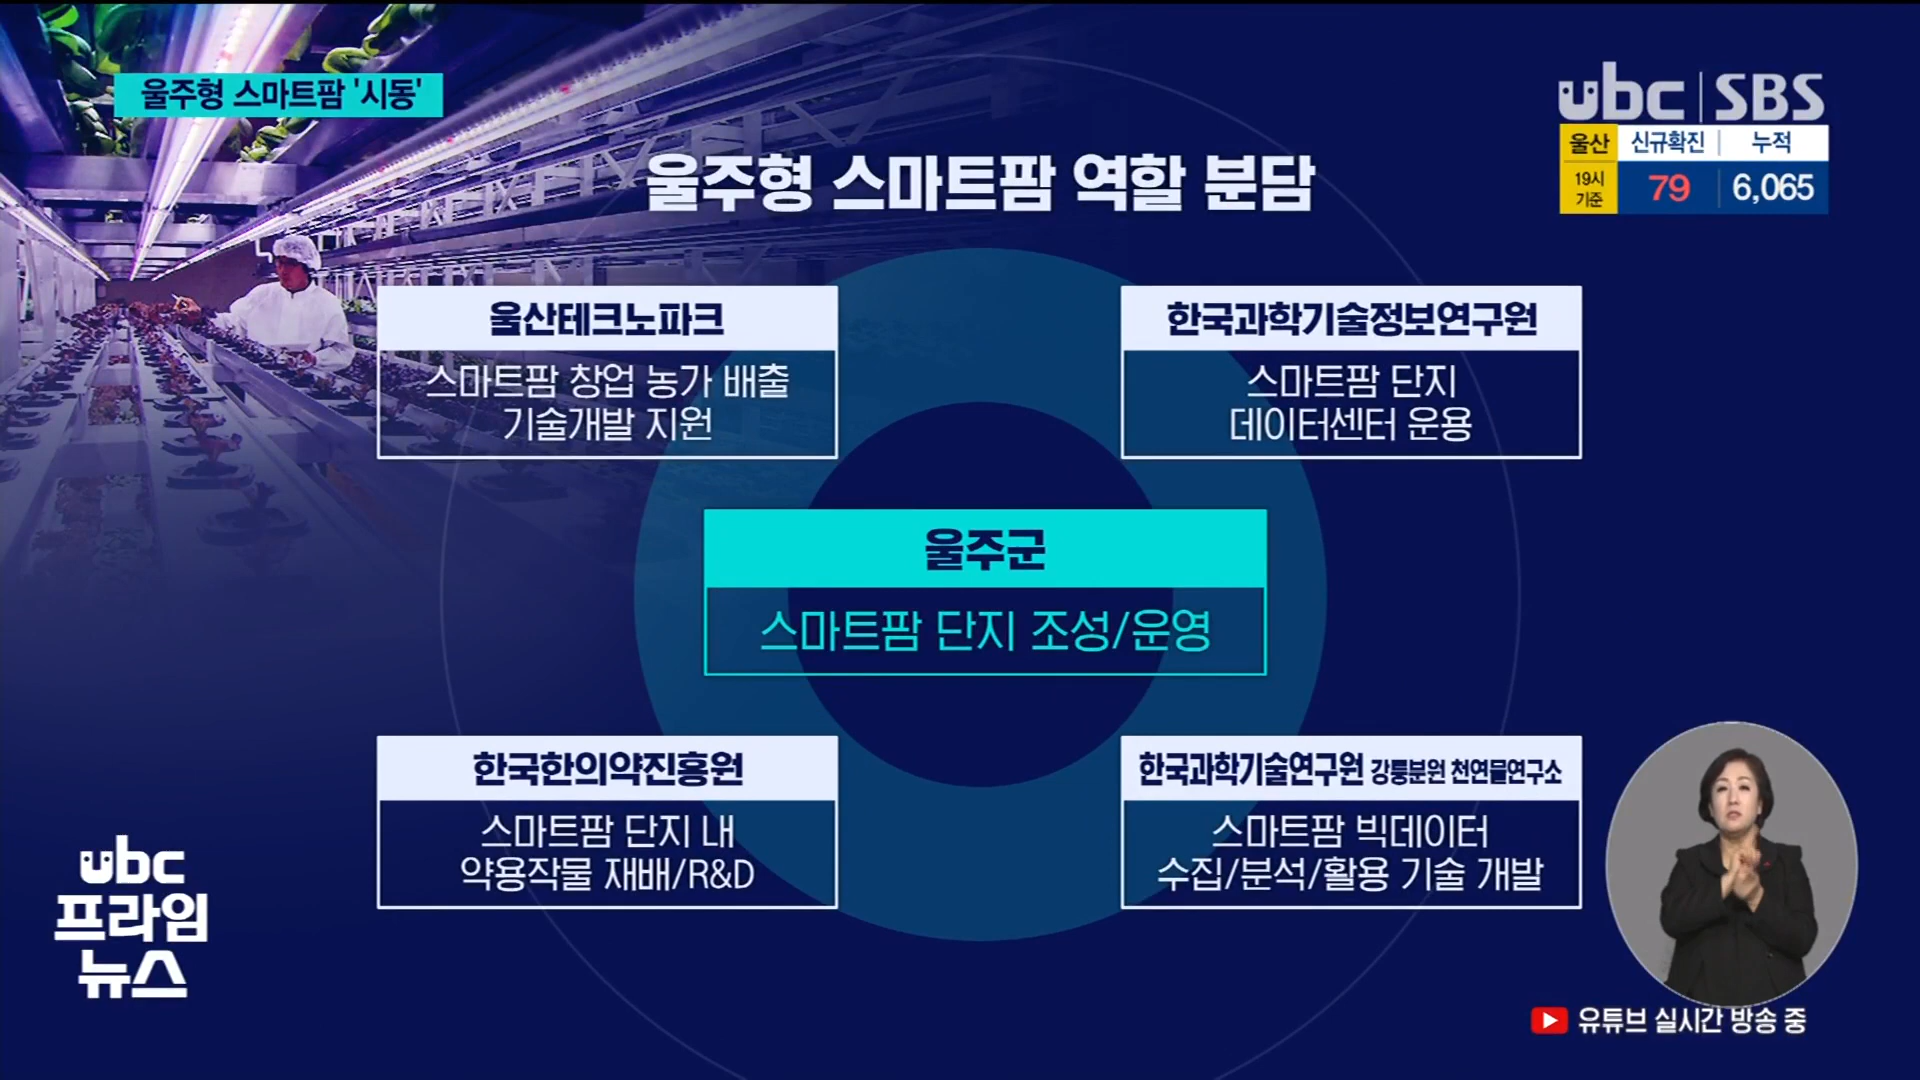 울주형 스마트팜 '시동'
ubc SBS
울산 신규확진 누적
19시 기준 79 6,065
울주형 스마트팜 역할 분담
울산테크노파크
스마트팜 창업 농가 배출
기술개발 지원
한국과학기술정보연구원
스마트팜 단지
데이터센터 운용
울주군
스마트팜 단지 조성/운영
한국한의약진흥원
스마트팜 단지 내
약용작물 재배/R&D
한국과학기술연구원 강릉분원 천연물연구소
스마트팜 빅데이터
수집/분석/활용 기술 개발
ubc
프라임
뉴스
유튜브 실시간 방송 중